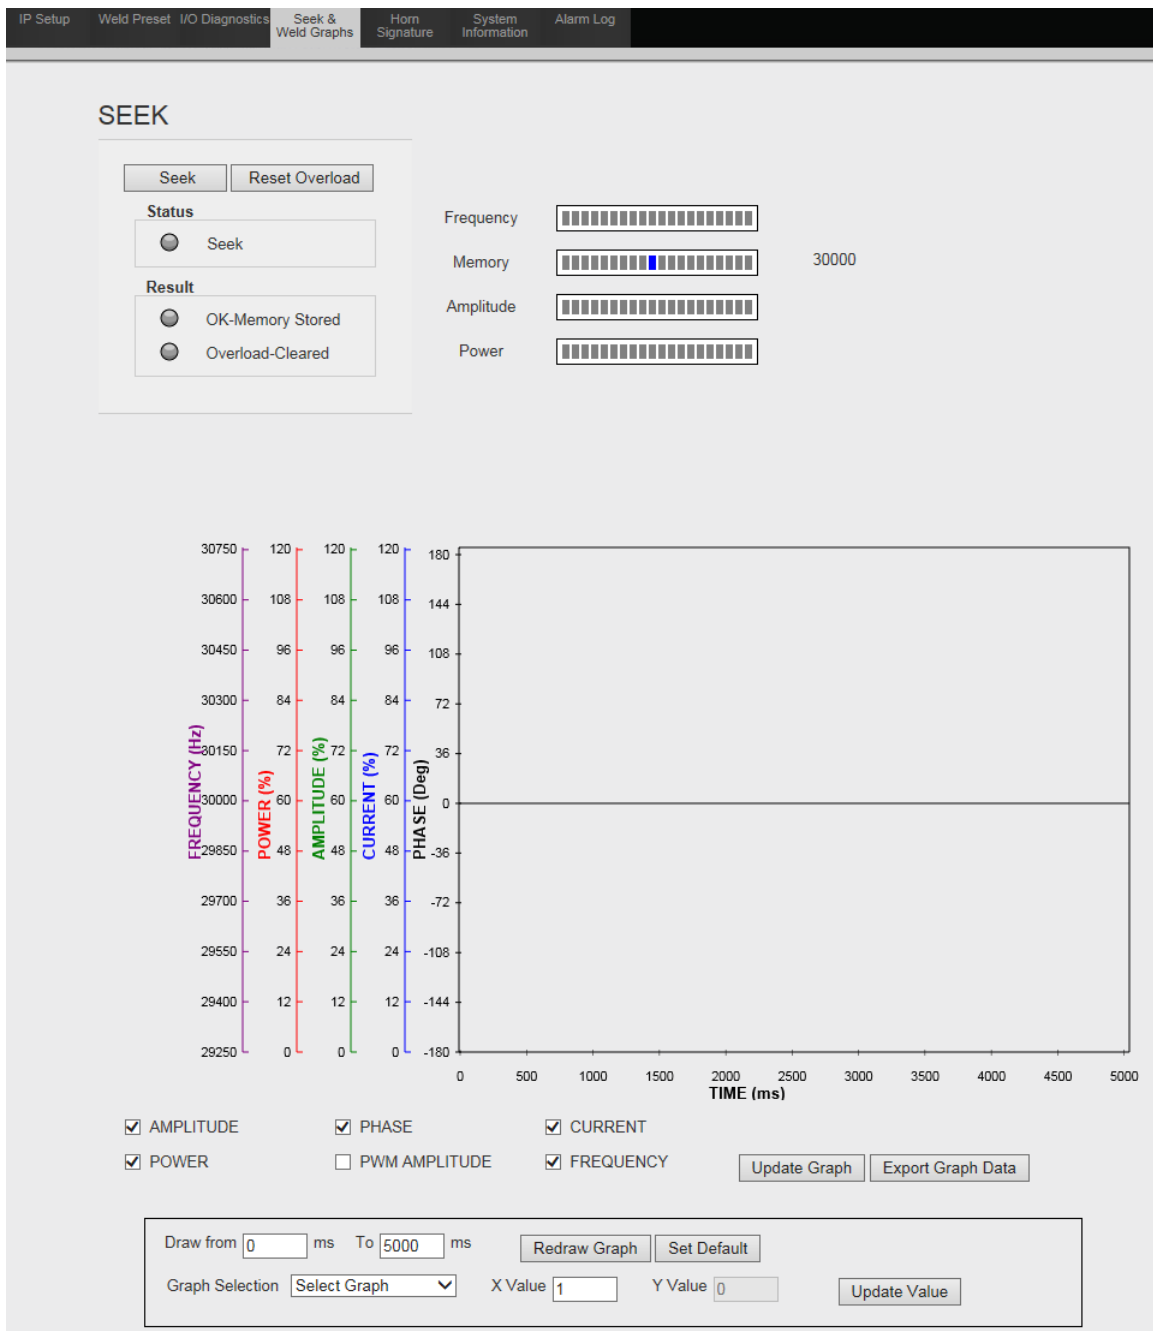 IP Setup Weld Preset I/O Diagnostics Seek & Weld Graphs Horn Signature System Information Alarm Log
SEEK
Seek Reset Overload
Status
Seek
Result
OK-Memory Stored
Overload-Cleared
Frequency
Memory 30000
Amplitude
Power
30750 120 120 120 180
30600 108 108 108 144
30450 96 96 96 108
30300 84 84 84 72
30150 72 72 72 36
30000 60 60 60 0
29850 48 48 48 -36
29700 36 36 36 -72
29550 24 24 24 -108
29400 12 12 12 -144
29250 0 0 0 -180
FREQUENCY (Hz)
POWER (%)
AMPLITUDE (%)
CURRENT (%)
PHASE (Deg)
0 500 1000 1500 2000 2500 3000 3500 4000 4500 5000
TIME (ms)
AMPLITUDE PHASE CURRENT
POWER PWM AMPLITUDE FREQUENCY Update Graph Export Graph Data
Draw from 0 ms To 5000 ms Redraw Graph Set Default
Graph Selection Select Graph X Value 1 Y Value 0 Update Value